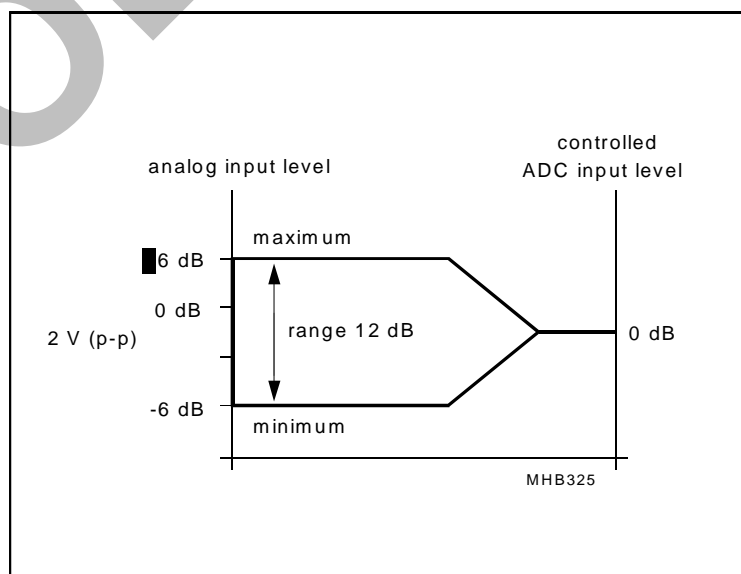 controlled
analog input level
ADC input level
maximum
6 dB
0 dB
range 12 dB
2 V (p-p)
0 dB
-6 dB
minimum
MHB325